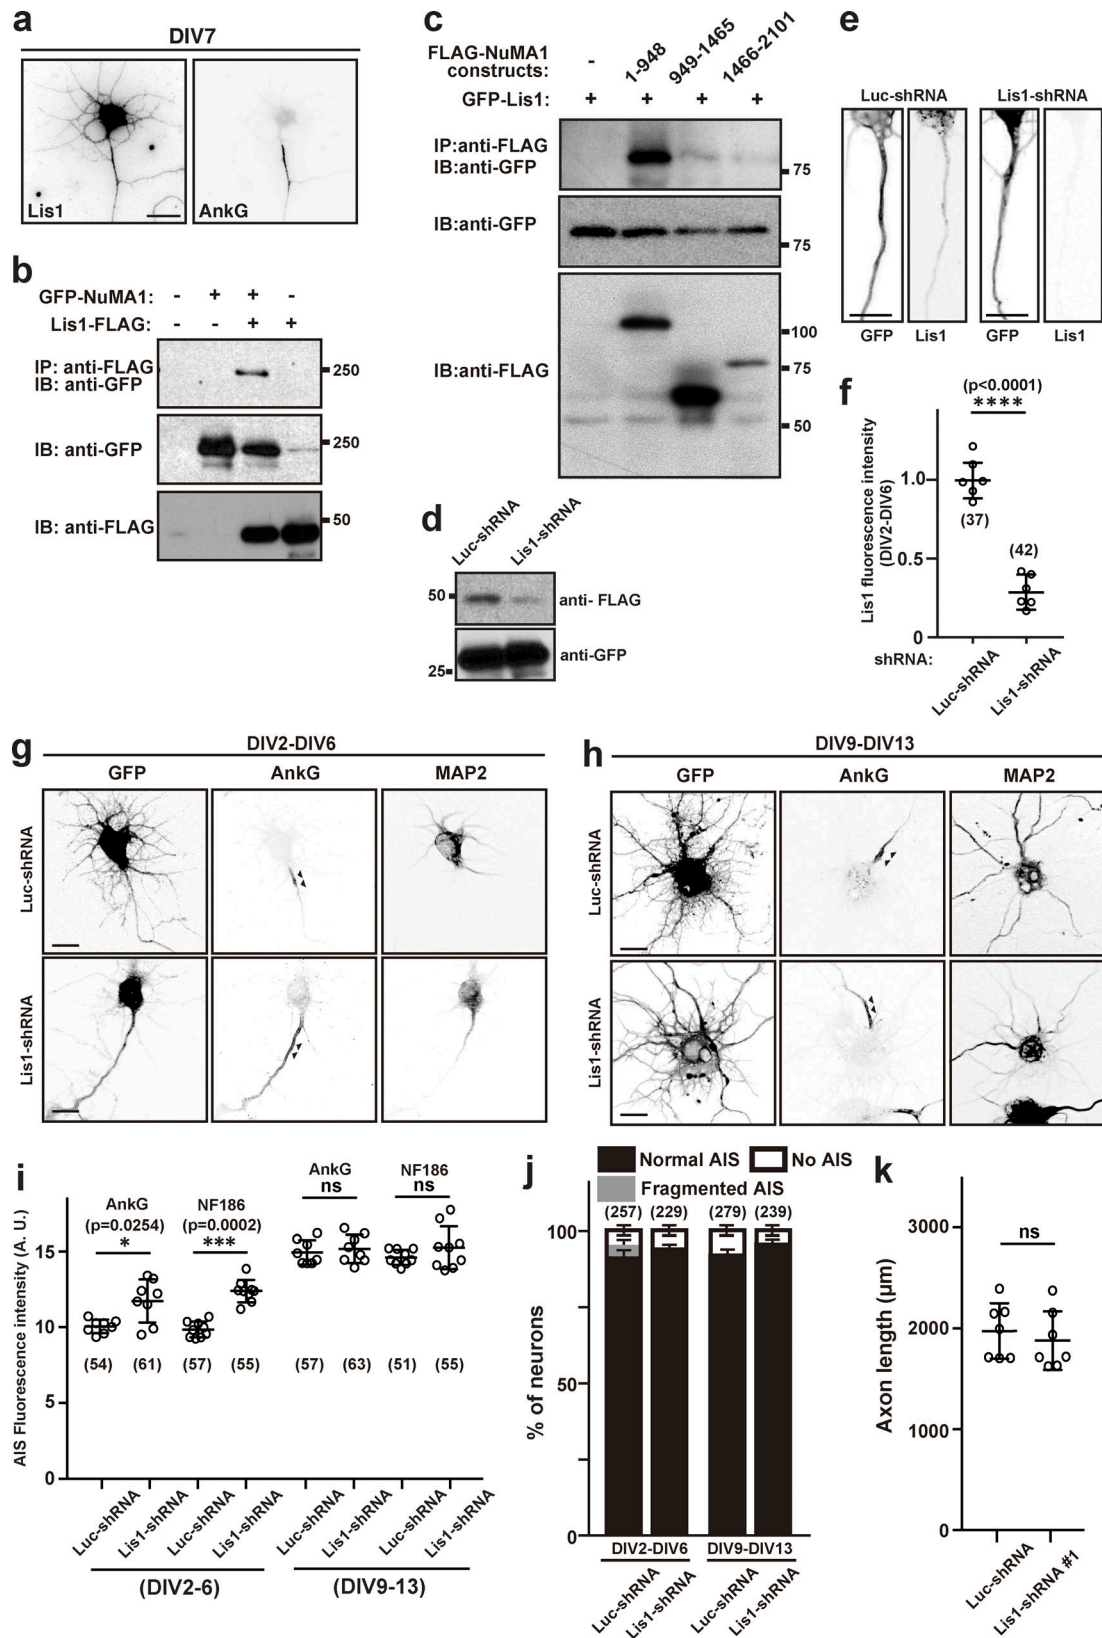 a
DIV7
Lis1
AnkG
b
GFP-NuMA1: - + + -
Lis1-FLAG: - - + +
IP: anti-FLAG
IB: anti-GFP
250
IB: anti-GFP
250
IB: anti-FLAG
50
c
FLAG-NuMA1
constructs:
- 1-948 949-1465 1466-2101
GFP-Lis1: + + + +
IP:anti-FLAG
IB:anti-GFP
75
IB:anti-GFP
75
IB:anti-FLAG
100
75
50
d
Luc-shRNA Lis1-shRNA
50
anti- FLAG
anti-GFP
25
e
Luc-shRNA Lis1-shRNA
GFP Lis1 GFP Lis1
f
(p<0.0001)
****
Lis1 fluorescence intensity
(DIV2-DIV6)
1.0
0.5
0
(37)
(42)
shRNA:
Luc-shRNA
Lis1-shRNA
g
DIV2-DIV6
GFP AnkG MAP2
Luc-shRNA
Lis1-shRNA
h
DIV9-DIV13
GFP AnkG MAP2
Luc-shRNA
Lis1-shRNA
i
AIS Fluorescence intensity (A. U.)
15
10
5
0
AnkG
(p=0.0254)
*
NF186
(p=0.0002)
***
AnkG
ns
NF186
ns
(54) (61) (57) (55) (57) (63) (51) (55)
Luc-shRNA Lis1-shRNA Luc-shRNA Lis1-shRNA Luc-shRNA Lis1-shRNA Luc-shRNA Lis1-shRNA
(DIV2-6)
(DIV9-13)
j
Normal AIS No AIS
Fragmented AIS
(257) (229) (279) (239)
% of neurons
100
50
0
DIV2-DIV6 DIV9-DIV13
Luc-shRNA Lis1-shRNA Luc-shRNA Lis1-shRNA
k
Axon length (µm)
3000
2000
1000
0
ns
Luc-shRNA
Lis1-shRNA #1